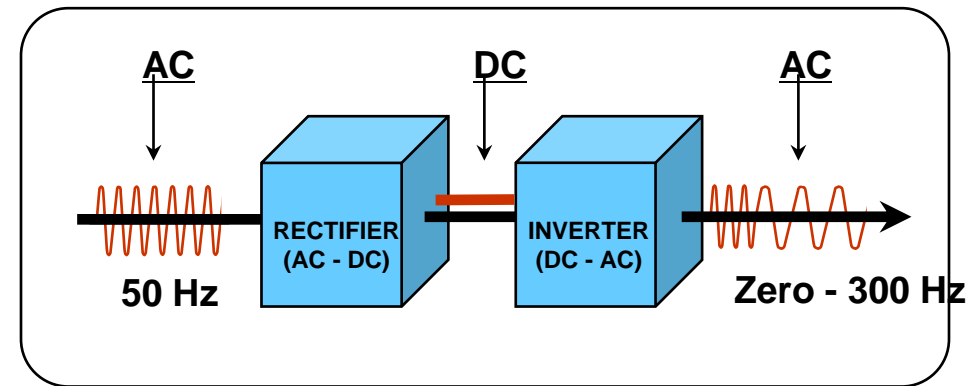 AC
DC
AC
RECTIFIER
(AC - DC)
INVERTER
(DC - AC)
50 Hz
Zero - 300 Hz